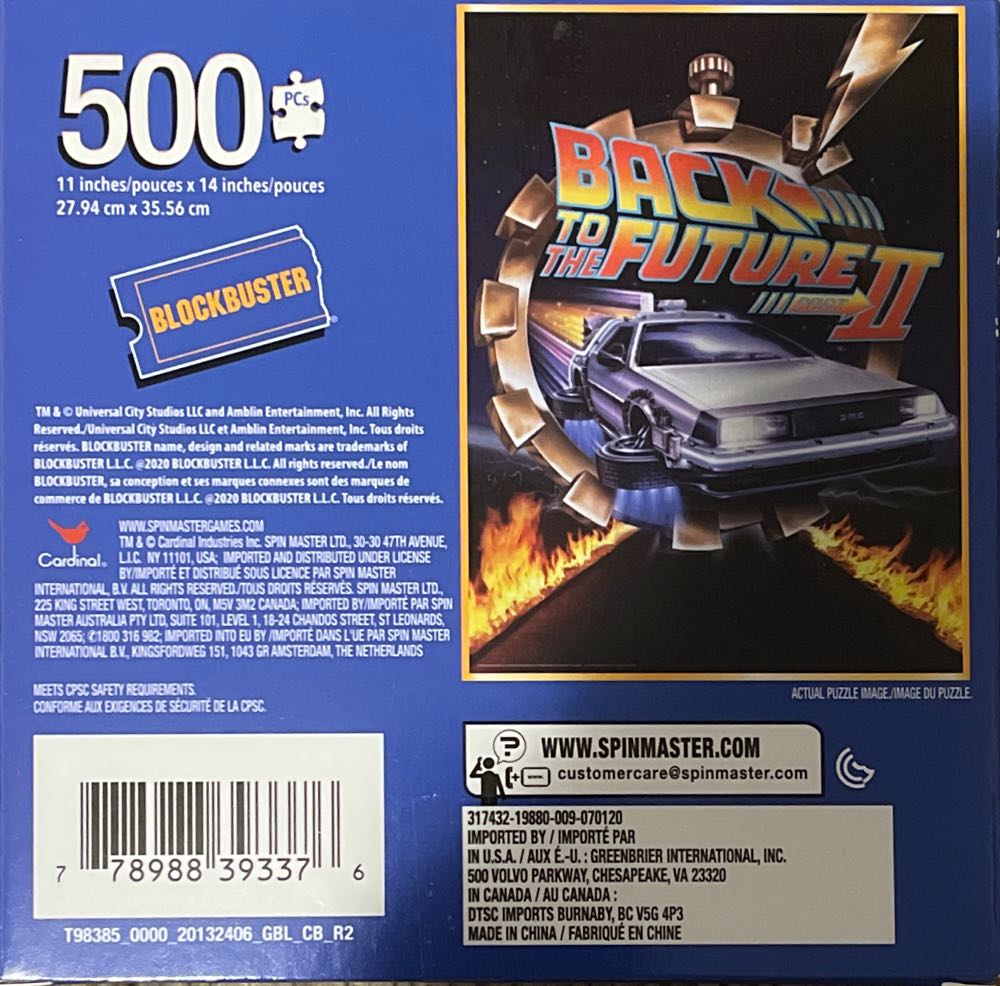 500 PCs
11 inches/pouces x 14 inches/pouces
27.94 cm x 35.56 cm
BLOCKBUSTER
TM & © Universal City Studios LLC and Amblin Entertainment, Inc. All Rights
Reserved./Universal City Studios LLC et Amblin Entertainment, Inc. Tous droits
réservés. BLOCKBUSTER name, design and related marks are trademarks of
BLOCKBUSTER L.L.C. @2020 BLOCKBUSTER L.L.C. All rights reserved./Le nom
BLOCKBUSTER, sa conception et ses marques connexes sont des marques de
commerce de BLOCKBUSTER L.L.C. @2020 BLOCKBUSTER L.L.C. Tous droits réservés.
Cardinal®
WWW.SPINMASTERGAMES.COM
TM & © Cardinal Industries Inc. SPIN MASTER LTD., 30-30 47TH AVENUE,
L.I.C. NY 11101, USA; IMPORTED AND DISTRIBUTED UNDER LICENSE
BY/IMPORTÉ ET DISTRIBUÉ SOUS LICENCE PAR SPIN MASTER
INTERNATIONAL, B.V. ALL RIGHTS RESERVED./TOUS DROITS RÉSERVÉS. SPIN MASTER LTD.,
225 KING STREET WEST, TORONTO, ON, M5V 3M2 CANADA; IMPORTED BY/IMPORTÉ PAR SPIN
MASTER AUSTRALIA PTY LTD, SUITE 101, LEVEL 1, 18-24 CHANDOS STREET, ST LEONARDS,
NSW 2065; ✆1800 316 982; IMPORTED INTO EU BY /IMPORTÉ DANS L'UE PAR SPIN MASTER
INTERNATIONAL B.V., KINGSFORDWEG 151, 1043 GR AMSTERDAM, THE NETHERLANDS
MEETS CPSC SAFETY REQUIREMENTS.
CONFORME AUX EXIGENCES DE SÉCURITÉ DE LA CPSC.
7 78988 39337 6
T98385_0000_20132406_GBL_CB_R2
BACK
TO
THE FUTURE
PART II
DMC
ACTUAL PUZZLE IMAGE./IMAGE DU PUZZLE.
? WWW.SPINMASTER.COM
customercare@spinmaster.com
317432-19880-009-070120
IMPORTED BY / IMPORTÉ PAR
IN U.S.A. / AUX É.-U. : GREENBRIER INTERNATIONAL, INC.
500 VOLVO PARKWAY, CHESAPEAKE, VA 23320
IN CANADA / AU CANADA :
DTSC IMPORTS BURNABY, BC V5G 4P3
MADE IN CHINA / FABRIQUÉ EN CHINE